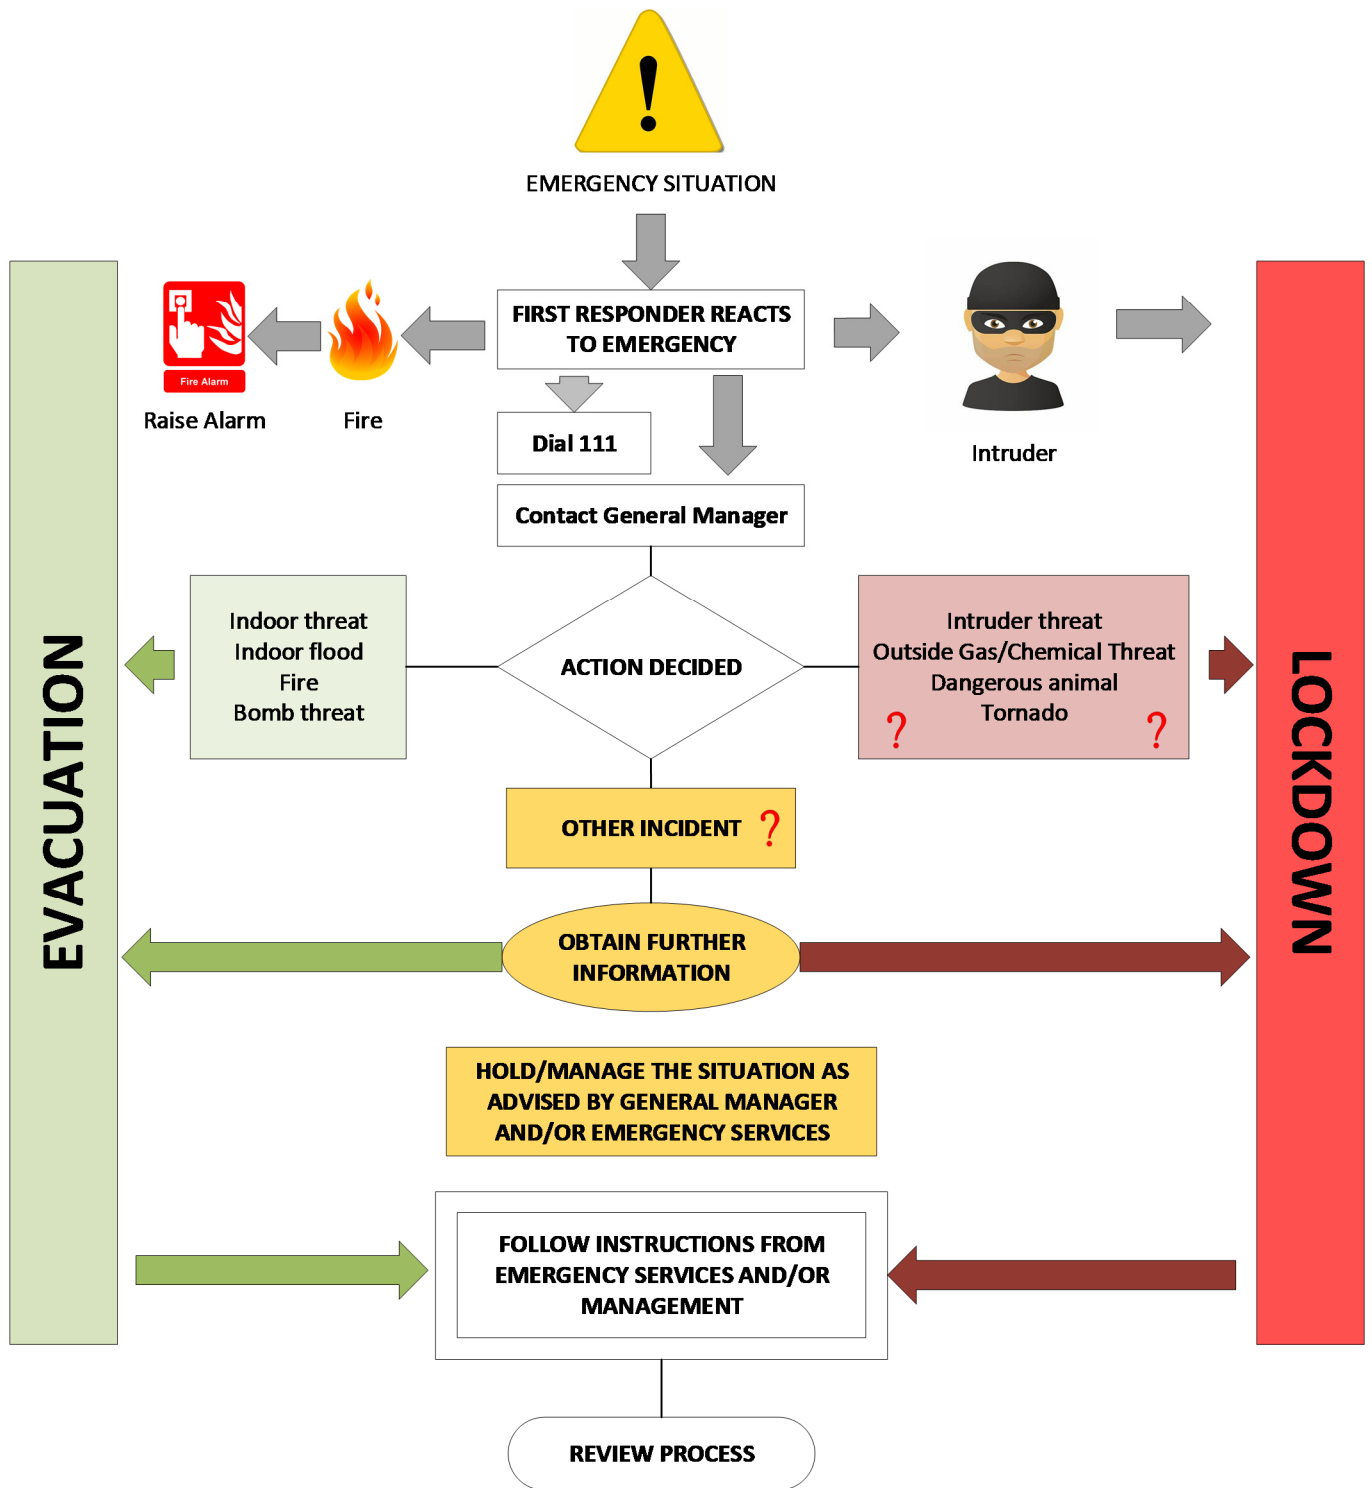 EMERGENCY SITUATION
FIRST RESPONDER REACTS
TO EMERGENCY
Fire Alarm
Raise Alarm
Fire
Dial 111
Intruder
Contact General Manager
Indoor threat
Indoor flood
Fire
Bomb threat
ACTION DECIDED
Intruder threat
Outside Gas/Chemical Threat
Dangerous animal
Tornado
? ?
EVACUATION
LOCKDOWN
OTHER INCIDENT ?
OBTAIN FURTHER
INFORMATION
HOLD/MANAGE THE SITUATION AS
ADVISED BY GENERAL MANAGER
AND/OR EMERGENCY SERVICES
FOLLOW INSTRUCTIONS FROM
EMERGENCY SERVICES AND/OR
MANAGEMENT
REVIEW PROCESS